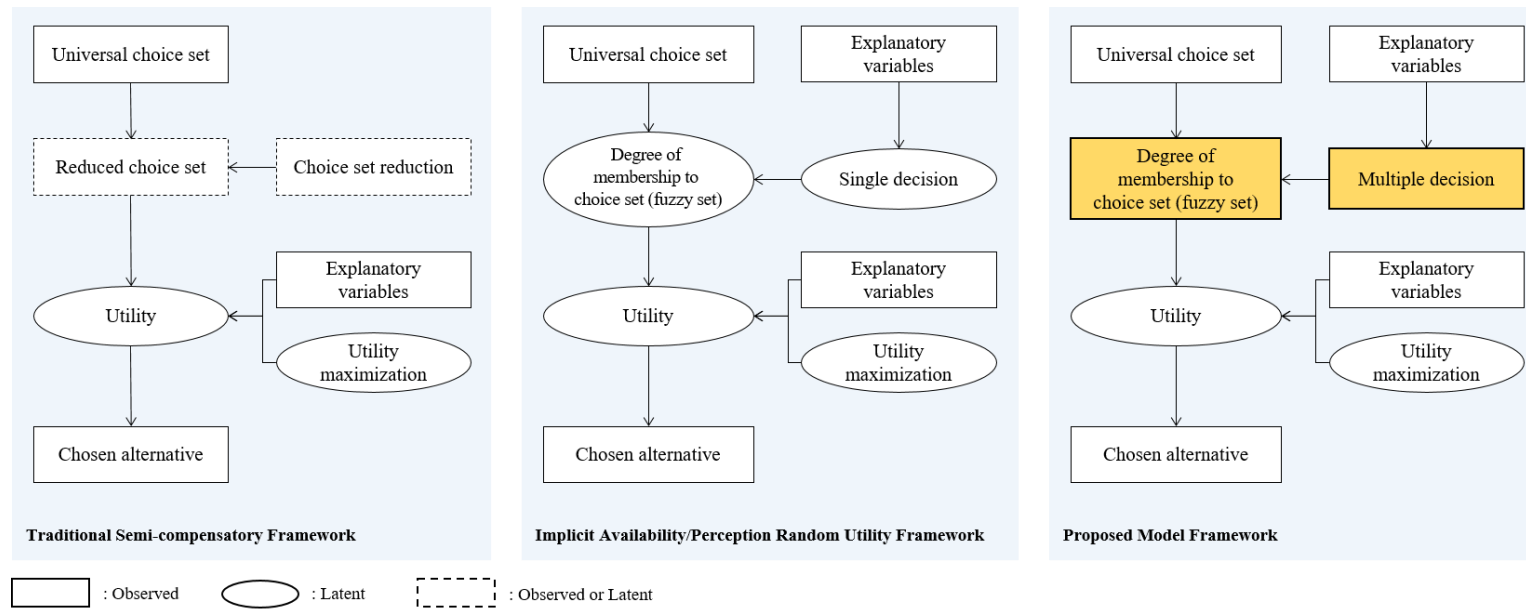 Universal choice set
Reduced choice set
Choice set reduction
Explanatory
variables
Utility
Utility
maximization
Chosen alternative
Traditional Semi-compensatory Framework
Universal choice set
Explanatory
variables
Degree of
membership to
choice set (fuzzy set)
Single decision
Explanatory
variables
Utility
Utility
maximization
Chosen alternative
Implicit Availability/Perception Random Utility Framework
Universal choice set
Explanatory
variables
Degree of
membership to
choice set (fuzzy set)
Multiple decision
Explanatory
variables
Utility
Utility
maximization
Chosen alternative
Proposed Model Framework
: Observed
: Latent
: Observed or Latent